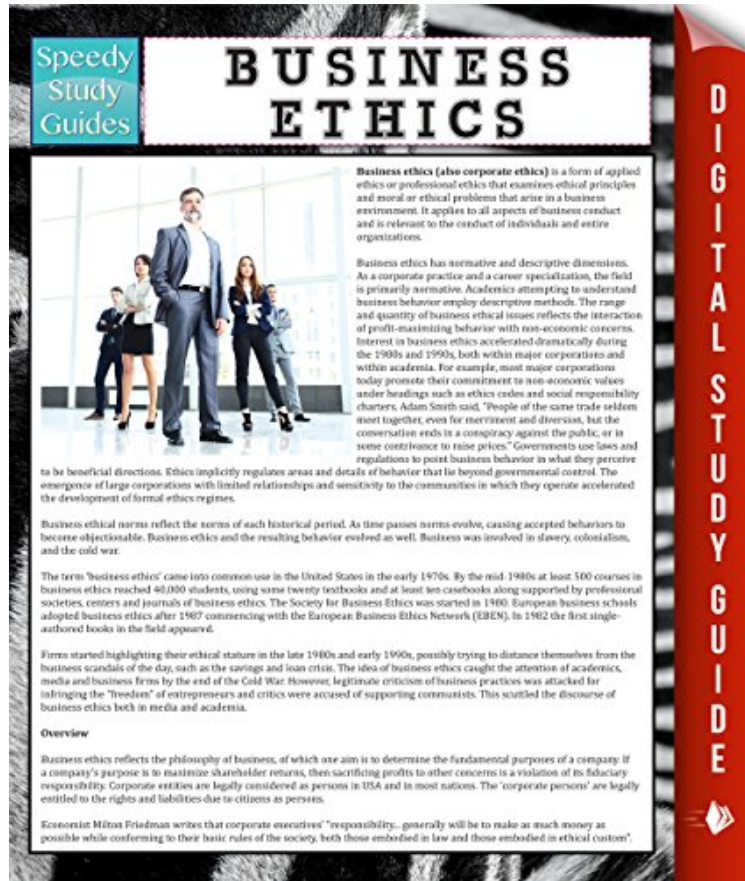 Speedy
Study
Guides
BUSINESS
ETHICS
Business ethics (also corporate ethics) is a form of applied
ethics or professional ethics that examines ethical principles
and moral or ethical problems that arise in a business
environment. It applies to all aspects of business conduct
and is relevant to the conduct of individuals and entire
organizations.
Business ethics has normative and descriptive dimensions.
As a corporate practice and a career specialization, the field
is primarily normative. Academics attempting to understand
business behavior employ descriptive methods. The range
and quantity of business ethical issues reflects the interaction
of profit-maximizing behavior with non-economic concerns.
Interest in business ethics accelerated dramatically during
the 1980s and 1990s, both within major corporations and
within academia. For example, most major corporations
today promote their commitment to non-economic values
under headings such as ethics codes and social responsibility
charters. Adam Smith said, "People of the same trade seldom
meet together, even for merriment and diversion, but the
conversation ends in a conspiracy against the public, or in
some contrivance to raise prices." Governments use laws and
regulations to point business behavior in what they perceive
to be beneficial directions. Ethics implicitly regulates areas and details of behavior that lie beyond governmental control. The
emergence of large corporations with limited relationships and sensitivity to the communities in which they operate accelerated
the development of formal ethics regimes.
Business ethical norms reflect the norms of each historical period. As time passes norms evolve, causing accepted behaviors to
become objectionable. Business ethics and the resulting behavior evolved as well. Business was involved in slavery, colonialism,
and the cold war.
The term 'business ethics' came into common use in the United States in the early 1970s. By the mid-1980s at least 500 courses in
business ethics reached 40,000 students, using some twenty textbooks and at least ten casebooks along supported by professional
societies, centers and journals of business ethics. The Society for Business Ethics was started in 1980. European business schools
adopted business ethics after 1987 commencing with the European Business Ethics Network (EBEN). In 1982 the first single-
authored books in the field appeared.
Firms started highlighting their ethical stature in the late 1980s and early 1990s, possibly trying to distance themselves from the
business scandals of the day, such as the savings and loan crisis. The idea of business ethics caught the attention of academics,
media and business firms by the end of the Cold War. However, legitimate criticism of business practices was attacked for
infringing the "freedom" of entrepreneurs and critics were accused of supporting communists. This scuttled the discourse of
business ethics both in media and academia.
Overview
Business ethics reflects the philosophy of business, of which one aim is to determine the fundamental purposes of a company. If
a company's purpose is to maximize shareholder returns, then sacrificing profits to other concerns is a violation of its fiduciary
responsibility. Corporate entities are legally considered as persons in USA and in most nations. The 'corporate persons' are legally
entitled to the rights and liabilities due to citizens as persons.
Economist Milton Friedman writes that corporate executives' "responsibility... generally will be to make as much money as
possible while conforming to their basic rules of the society, both those embodied in law and those embodied in ethical custom".
DIGITAL STUDY GUIDE